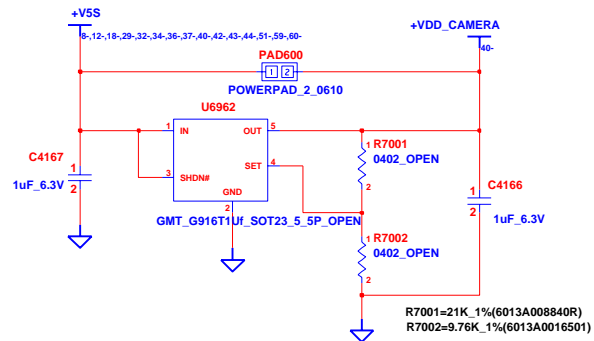 +V5S
8-,12-,18-,29-,32-,34-,36-,37-,40-,42-,43-,44-,51-,59-,60-
+VDD_CAMERA
40-
PAD600
1 2
POWERPAD_2_0610
U6962
1 IN OUT 5
SET 4
3 SHDN#
GND
2
GMT_G916T1Uf_SOT23_5_5P_OPEN
C4167
1
2
1uF_6.3V
1 R7001
0402_OPEN
2
1 R7002
0402_OPEN
2
C4166
1
2
1uF_6.3V
R7001=21K_1%(6013A008840R)
R7002=9.76K_1%(6013A0016501)